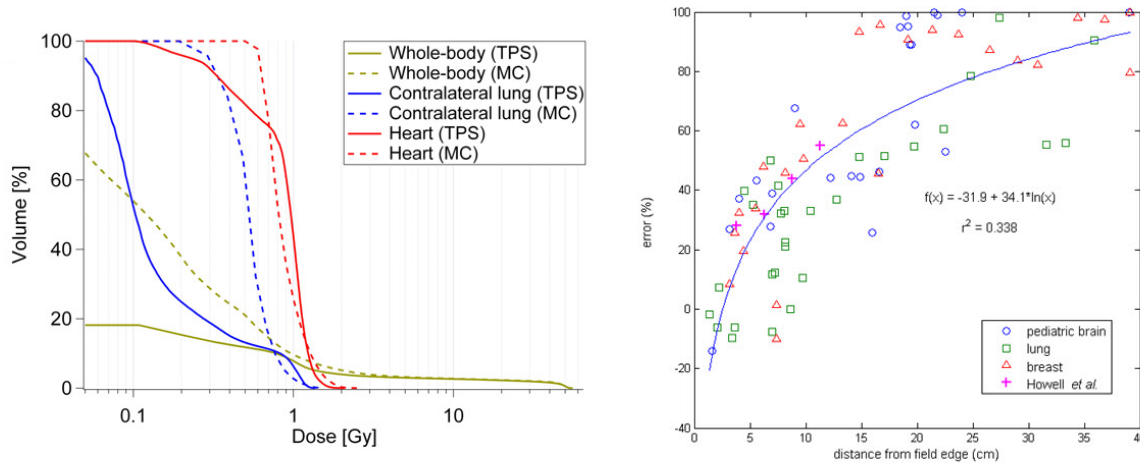 Volume [%]
100
80
60
40
20
0
0.1
1
10
Dose [Gy]
Whole-body (TPS)
Whole-body (MC)
Contralateral lung (TPS)
Contralateral lung (MC)
Heart (TPS)
Heart (MC)
error (%)
100
80
60
40
20
0
-20
-40
0
5
10
15
20
25
30
35
40
distance from field edge (cm)
f(x) = -31.9 + 34.1*ln(x)
r² = 0.338
pediatric brain
lung
breast
Howell et al.